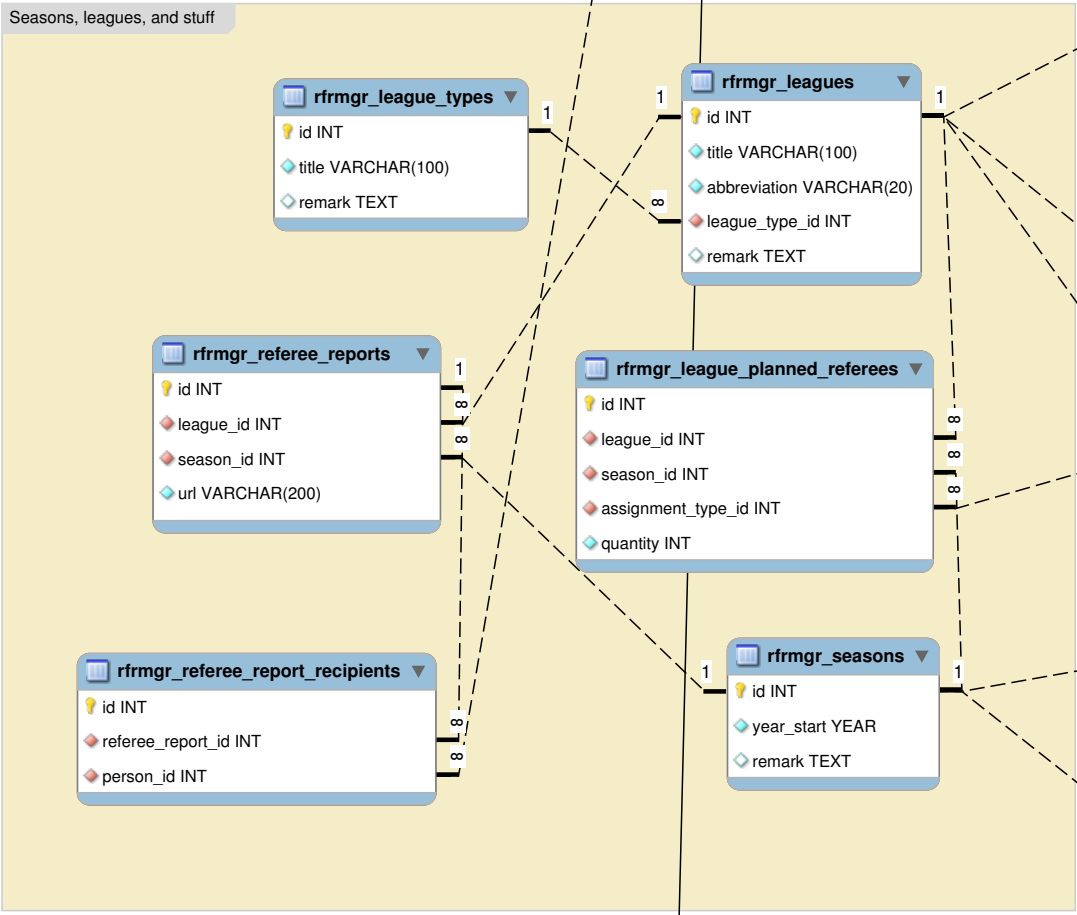 Seasons, leagues, and stuff
rfrmgr_league_types
id INT
title VARCHAR(100)
remark TEXT
1
rfrmgr_leagues
id INT
title VARCHAR(100)
abbreviation VARCHAR(20)
league_type_id INT
remark TEXT
1
∞
1
rfrmgr_referee_reports
id INT
league_id INT
season_id INT
url VARCHAR(200)
1
∞
∞
rfrmgr_league_planned_referees
id INT
league_id INT
season_id INT
assignment_type_id INT
quantity INT
∞
∞
∞
rfrmgr_referee_report_recipients
id INT
referee_report_id INT
person_id INT
∞
∞
rfrmgr_seasons
id INT
year_start YEAR
remark TEXT
1
1